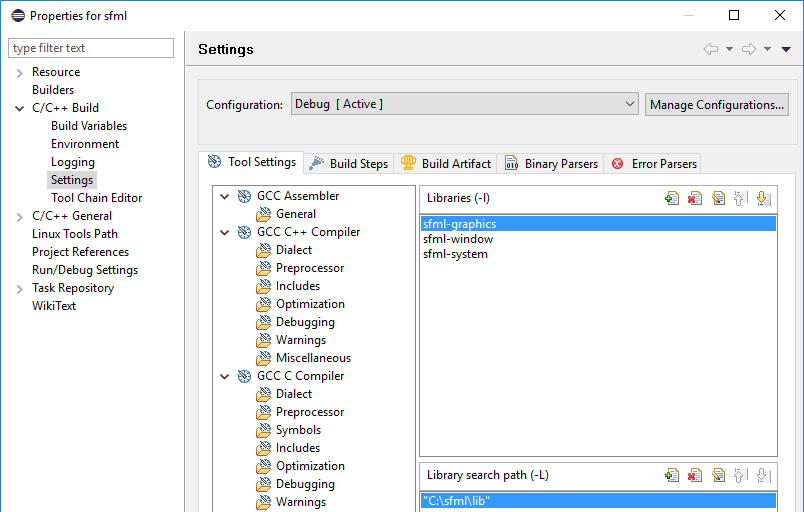 Properties for sfml
type filter text
Resource
Builders
C/C++ Build
Build Variables
Environment
Logging
Settings
Tool Chain Editor
C/C++ General
Linux Tools Path
Project References
Run/Debug Settings
Task Repository
WikiText
Settings
Configuration:
Debug [ Active ]
Manage Configurations...
Tool Settings
Build Steps
Build Artifact
Binary Parsers
Error Parsers
GCC Assembler
General
GCC C++ Compiler
Dialect
Preprocessor
Includes
Optimization
Debugging
Warnings
Miscellaneous
GCC C Compiler
Dialect
Preprocessor
Symbols
Includes
Optimization
Debugging
Warnings
Libraries (-l)
sfml-graphics
sfml-window
sfml-system
Library search path (-L)
"C:\sfml\lib"